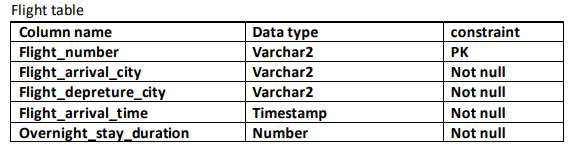 Flight table
Column name Data type constraint
Flight_number Varchar2 PK
Flight_arrival_city Varchar2 Not null
Flight_depreture_city Varchar2 Not null
Flight_arrival_time Timestamp Not null
Overnight_stay_duration Number Not null